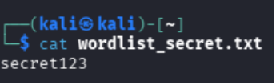 ┌──(kali㉿kali)-[~]
└─$ cat wordlist_secret.txt
secret123